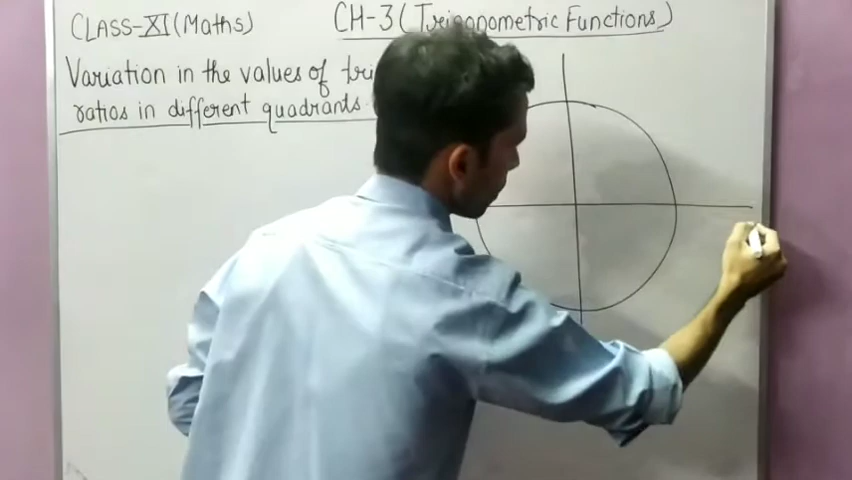 CLASS-XI (Maths)
CH-3 (Trigonometric Functions)
Variation in the values of
ratios in different quadrants.